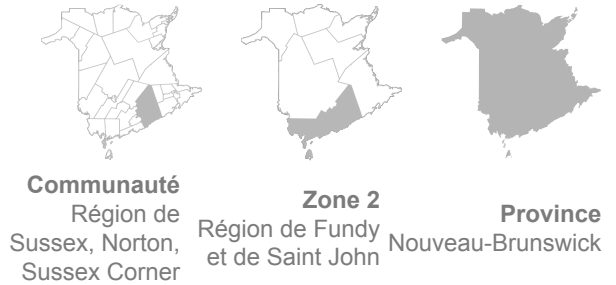 Communauté
Région de
Sussex, Norton,
Sussex Corner
Zone 2
Région de Fundy
et de Saint John
Province
Nouveau-Brunswick